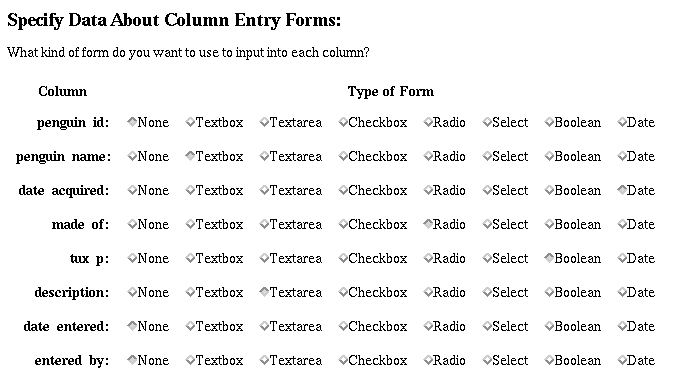 Specify Data About Column Entry Forms:
What kind of form do you want to use to input into each column?
Column Type of Form
penguin id: None Textbox Textarea Checkbox Radio Select Boolean Date
penguin name: None Textbox Textarea Checkbox Radio Select Boolean Date
date acquired: None Textbox Textarea Checkbox Radio Select Boolean Date
made of: None Textbox Textarea Checkbox Radio Select Boolean Date
tux p: None Textbox Textarea Checkbox Radio Select Boolean Date
description: None Textbox Textarea Checkbox Radio Select Boolean Date
date entered: None Textbox Textarea Checkbox Radio Select Boolean Date
entered by: None Textbox Textarea Checkbox Radio Select Boolean Date